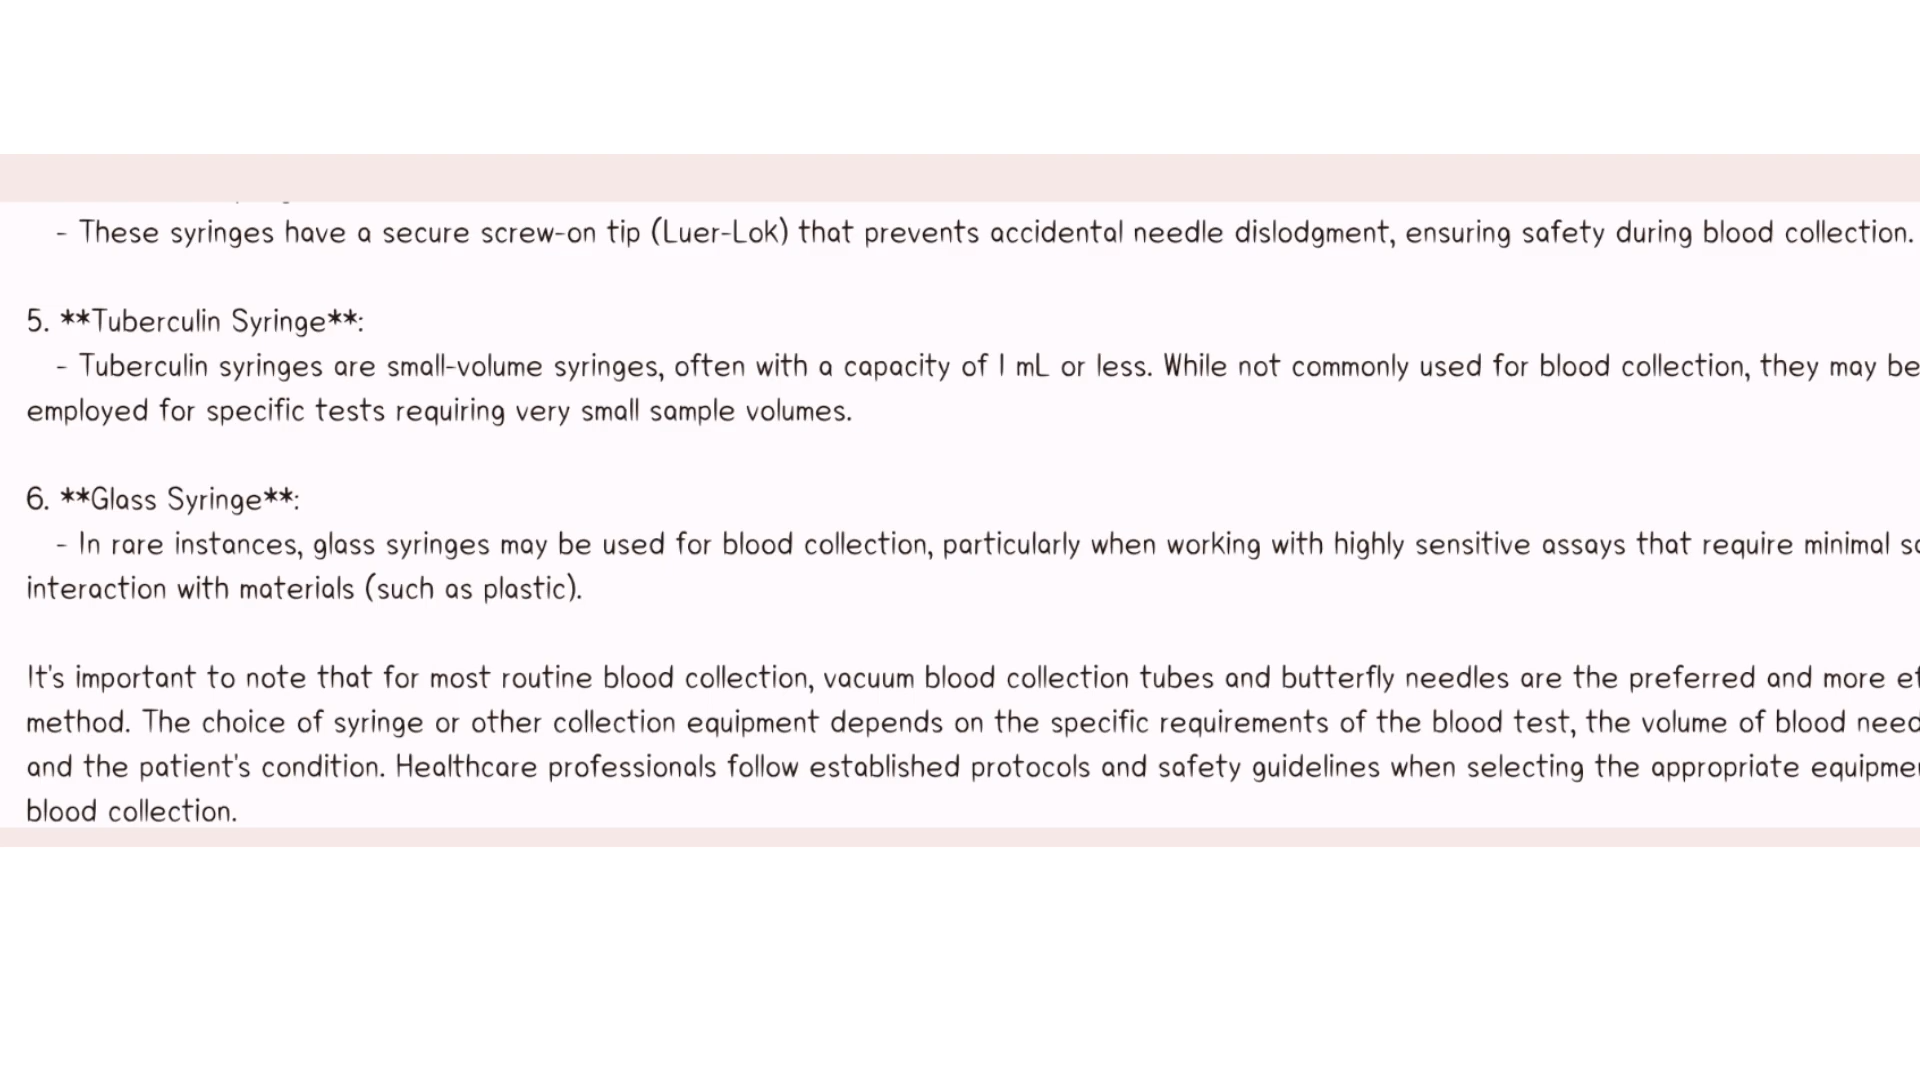 - These syringes have a secure screw-on tip (Luer-Lok) that prevents accidental needle dislodgment, ensuring safety during blood collection.
5. **Tuberculin Syringe**:
- Tuberculin syringes are small-volume syringes, often with a capacity of 1 mL or less. While not commonly used for blood collection, they may be
employed for specific tests requiring very small sample volumes.
6. **Glass Syringe**:
- In rare instances, glass syringes may be used for blood collection, particularly when working with highly sensitive assays that require minimal
interaction with materials (such as plastic).
It's important to note that for most routine blood collection, vacuum blood collection tubes and butterfly needles are the preferred and more
method. The choice of syringe or other collection equipment depends on the specific requirements of the blood test, the volume of blood
and the patient's condition. Healthcare professionals follow established protocols and safety guidelines when selecting the appropriate
blood collection.